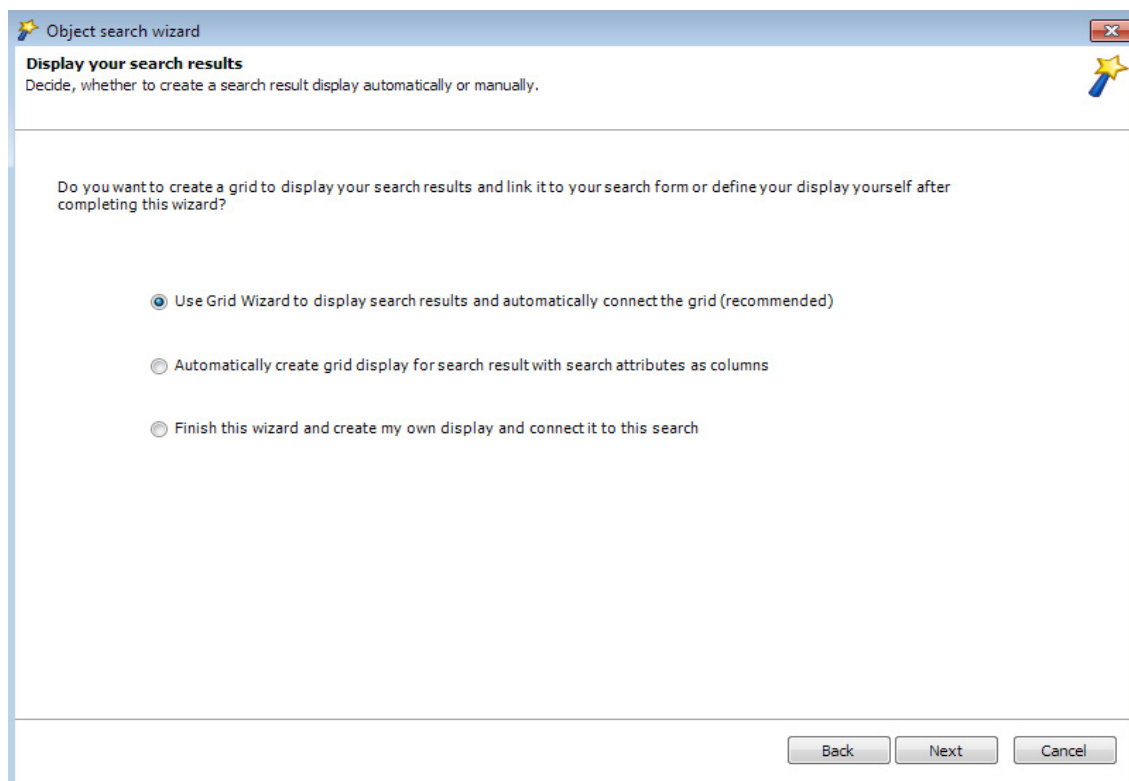 Object search wizard
Display your search results
Decide, whether to create a search result display automatically or manually.
Do you want to create a grid to display your search results and link it to your search form or define your display yourself after
completing this wizard?
Use Grid Wizard to display search results and automatically connect the grid (recommended)
Automatically create grid display for search result with search attributes as columns
Finish this wizard and create my own display and connect it to this search
Back Next Cancel